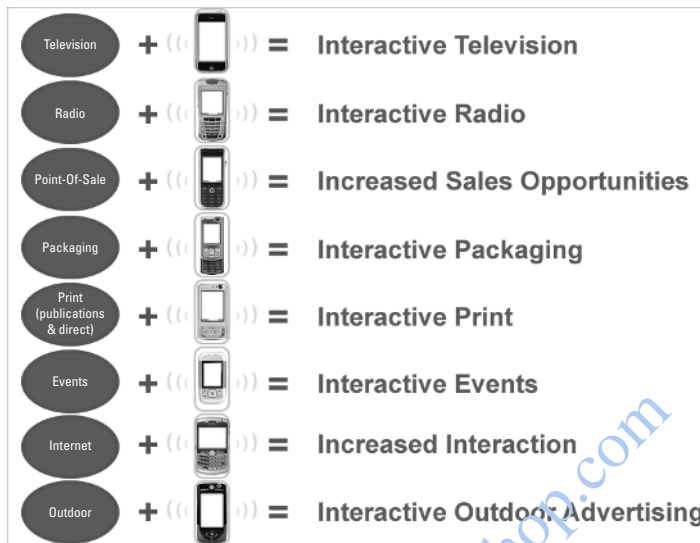 Television + = Interactive Television
Radio + = Interactive Radio
Point-Of-Sale + = Increased Sales Opportunities
Packaging + = Interactive Packaging
Print
(publications
& direct) + = Interactive Print
Events + = Interactive Events
Internet + = Increased Interaction
Outdoor + = Interactive Outdoor Advertising